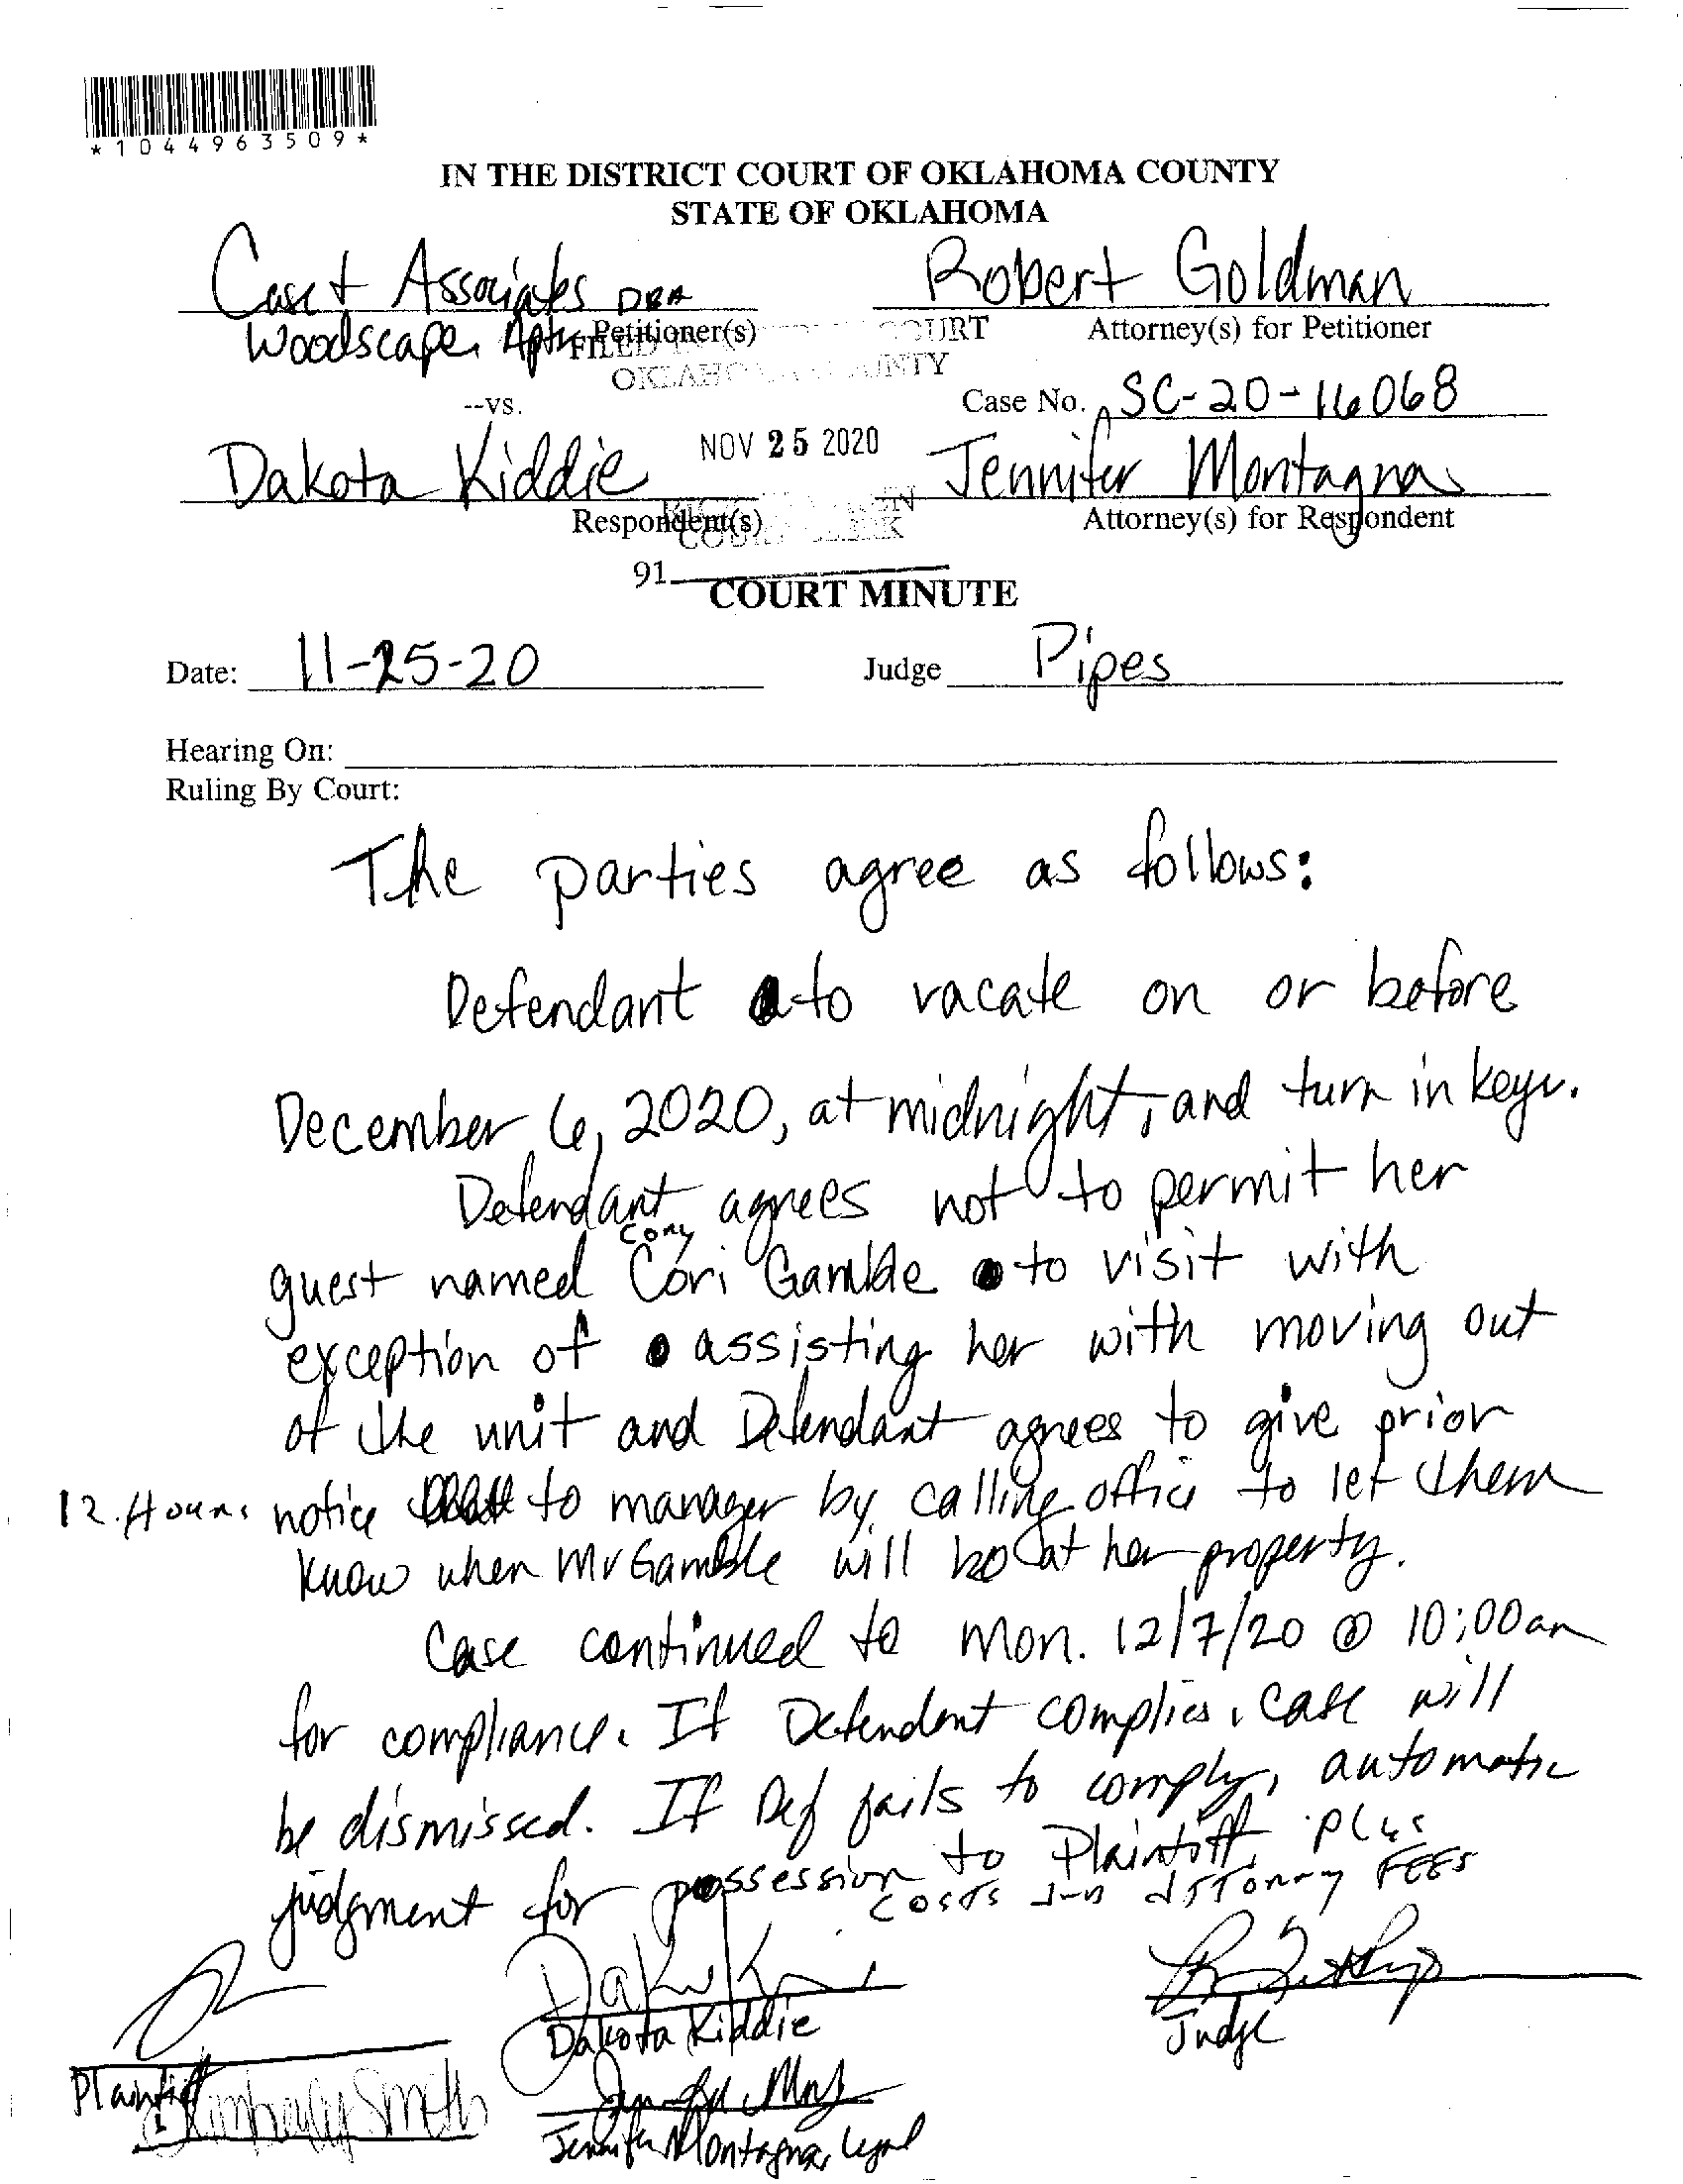 *1044963509*
IN THE DISTRICT COURT OF OKLAHOMA COUNTY
STATE OF OKLAHOMA
Case & Associates DBA Robert Goldman
Woodscape Apts Petitioner(s) Attorney(s) for Petitioner
FILED IN COURT
OKLAHOMA COUNTY
--vs. Case No. SC-20-16068
NOV 25 2020
Dakota Kiddie Jennifer Montagna
Respondent(s) Attorney(s) for Respondent
COURT CLERK
91
COURT MINUTE
Date: 11-25-20 Judge Pipes
Hearing On:
Ruling By Court:
The parties agree as follows:
Defendant to vacate on or before
December 6, 2020, at midnight, and turn in keys.
Defendant agrees not to permit her
Cory
guest named Cori Gamble to visit with
exception of assisting her with moving out
of the unit and Defendant agrees to give prior
12. Hours notice to manager by calling office to let them
know when Mr Gamble will be at her property.
Case continued to Mon. 12/7/20 @ 10:00am
for compliance. If Defendant complies, case will
be dismissed. If Def fails to comply, automatic
judgment for possession to Plaintiff, plus
costs and attorney FEES
Dakota Kiddie
Judge
Plaintiff Kimberly Smith
Jennifer Montagna, Legal